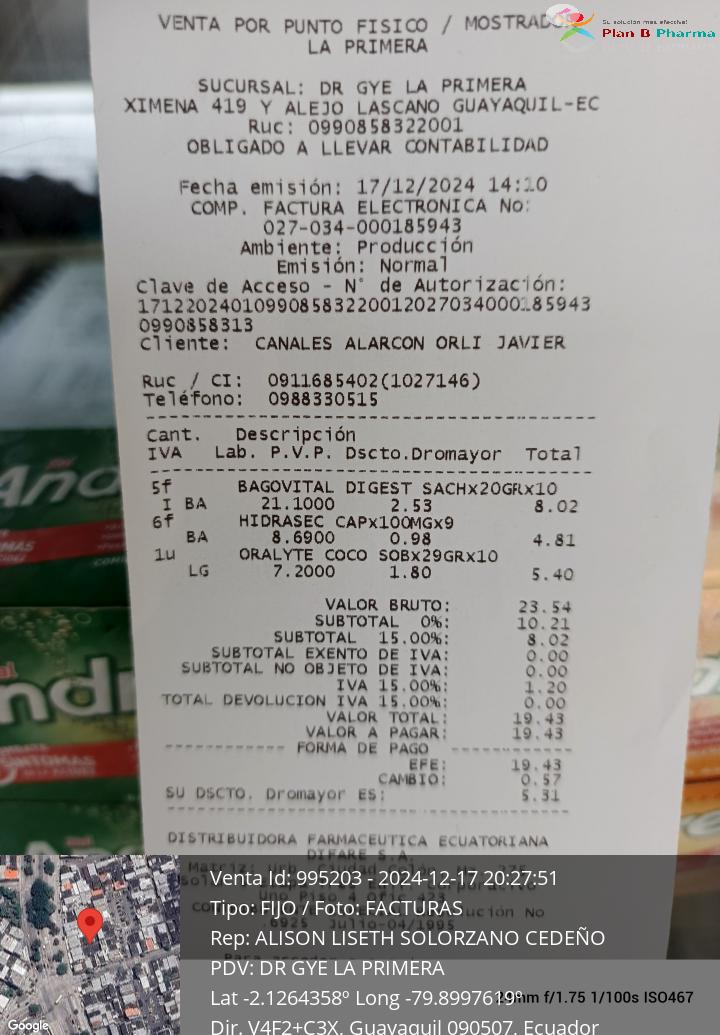 VENTA POR PUNTO FISICO / MOSTRADOR
LA PRIMERA
Su solución más efectiva!
Plan B Pharma
SUCURSAL: DR GYE LA PRIMERA
XIMENA 419 Y ALEJO LASCANO GUAYAQUIL-EC
Ruc: 0990858322001
OBLIGADO A LLEVAR CONTABILIDAD
Fecha emisión: 17/12/2024 14:10
COMP. FACTURA ELECTRONICA No:
027-034-000185943
Ambiente: Producción
Emisión: Normal
Clave de Acceso - N° de Autorización:
171220240109908583220012027034000185943
0990858313
Cliente: CANALES ALARCON ORLI JAVIER
Ruc / CI: 0911685402(1027146)
Teléfono: 0988330515
Cant. Descripción
IVA Lab. P.V.P. Dscto.Dromayor Total
5f BAGOVITAL DIGEST SACHx20GRx10
I BA 21.1000 2.53 8.02
6f HIDRASEC CAPx100MGx9
BA 8.6900 0.98 4.81
1u ORALYTE COCO SOBx29GRx10
LG 7.2000 1.80 5.40
VALOR BRUTO: 23.54
SUBTOTAL 0%: 10.21
SUBTOTAL 15.00%: 8.02
SUBTOTAL EXENTO DE IVA: 0.00
SUBTOTAL NO OBJETO DE IVA: 0.00
IVA 15.00%: 1.20
TOTAL DEVOLUCION IVA 15.00%: 0.00
VALOR TOTAL: 19.43
VALOR A PAGAR: 19.43
------------ FORMA DE PAGO ------------
EFE: 19.43
CAMBIO: 0.57
SU DSCTO. Dromayor ES: 5.31
DISTRIBUIDORA FARMACEUTICA ECUATORIANA
DIFARE S.A.
Venta Id: 995203 - 2024-12-17 20:27:51
Tipo: FIJO / Foto: FACTURAS
Rep: ALISON LISETH SOLORZANO CEDEÑO
PDV: DR GYE LA PRIMERA
Lat -2.1264358º Long
f/1.75 1/100s ISO467
Dir. V4F2+C3X, Guayaquil 090507, Ecuador
Google